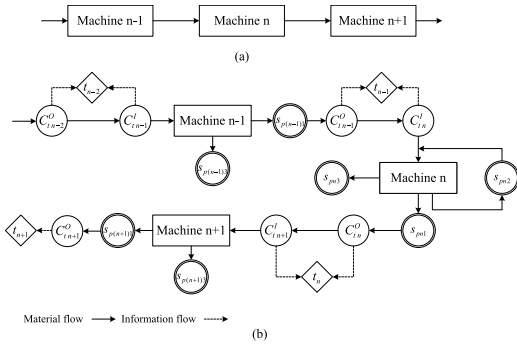 Machine n-1 Machine n Machine n+1
(a)
t_{n-2} t_{n-1}
C^O_{t n-2} C^I_{t n-1} Machine n-1 s_{p(n-1)1} C^O_{t n-1} C^I_{t n}
s_{p(n-1)3} s_{pn3} Machine n s_{pn2}
t_{n+1} C^O_{t n+1} s_{p(n+1)1} Machine n+1 C^I_{t n+1} C^O_{t n} s_{pn1}
s_{p(n+1)3} t_n
Material flow Information flow
(b)